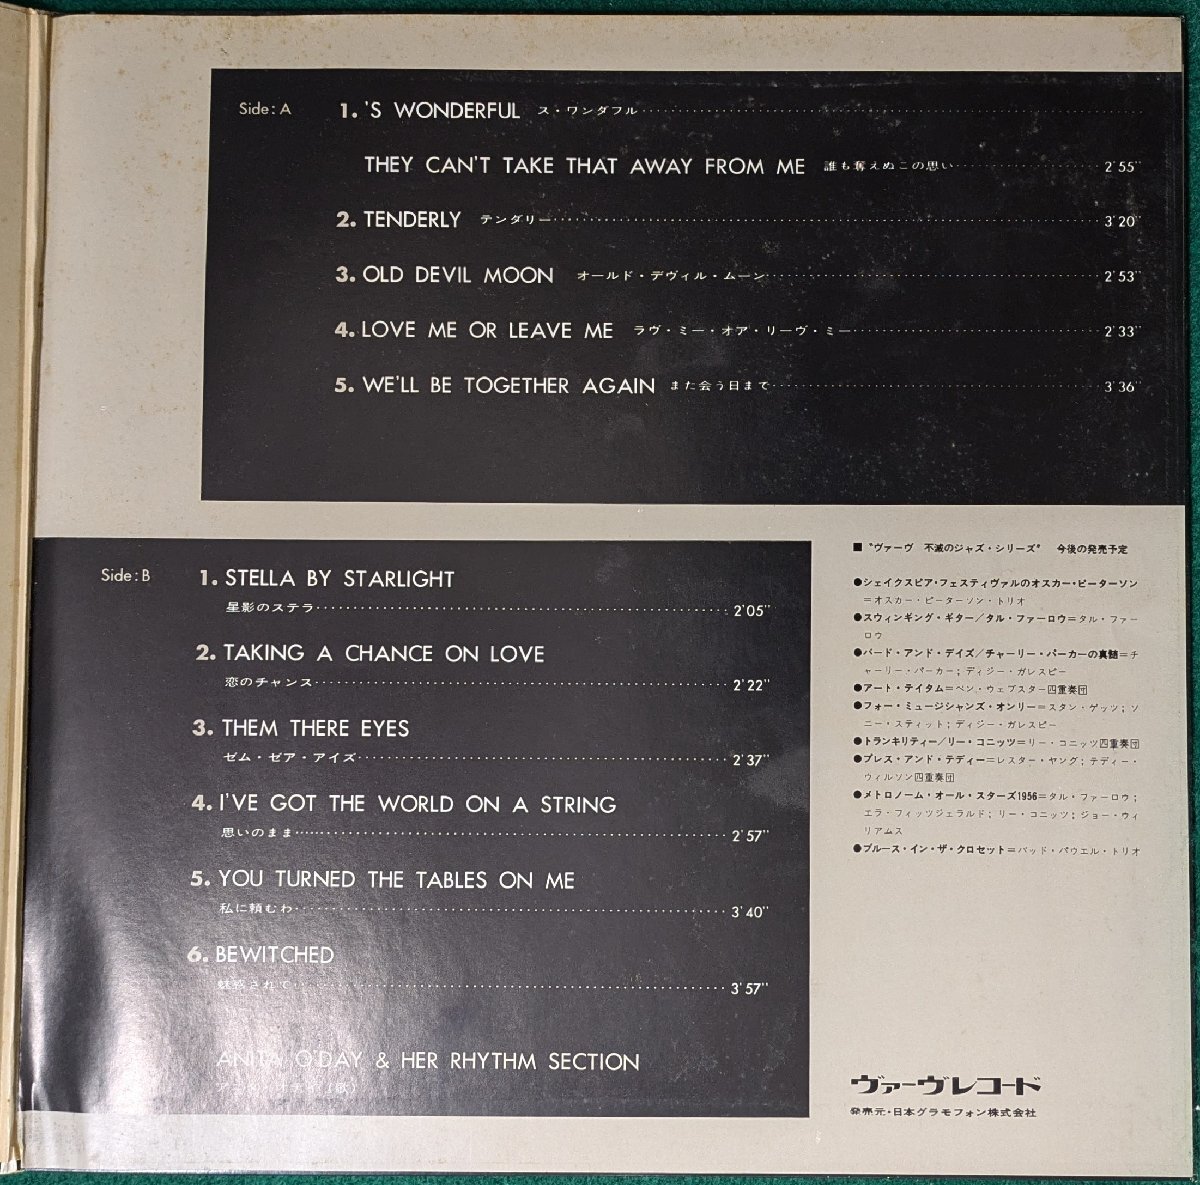 Side: A
1. 'S WONDERFUL ス・ワンダフル
THEY CAN'T TAKE THAT AWAY FROM ME 誰も奪えぬこの思い 2'55"
2. TENDERLY テンダリー 3'20"
3. OLD DEVIL MOON オールド・デヴィル・ムーン 2'53"
4. LOVE ME OR LEAVE ME ラヴ・ミー・オア・リーヴ・ミー 2'33"
5. WE'LL BE TOGETHER AGAIN また会う日まで 3'36"
Side: B
1. STELLA BY STARLIGHT
星影のステラ 2'05"
2. TAKING A CHANCE ON LOVE
恋のチャンス 2'22"
3. THEM THERE EYES
ゼム・ゼア・アイズ 2'37"
4. I'VE GOT THE WORLD ON A STRING
思いのまま 2'57"
5. YOU TURNED THE TABLES ON ME
私に頼むわ 3'40"
6. BEWITCHED
魅惑されて 3'57"
ANITA O'DAY & HER RHYTHM SECTION
■“ヴァーヴ 不滅のジャズ・シリーズ” 今後の発売予定
●シェイクスピア・フェスティヴァルのオスカー・ピーターソン
＝オスカー・ピーターソン・トリオ
●スウィンギング・ギター/タル・ファーロウ＝タル・ファー
ロウ
●バード・アンド・デイズ/チャーリー・パーカーの真髄＝チ
ャーリー・パーカー；ディジー・ガレスピー
●アート・テイタム＝ベン・ウェブスター四重奏団
●フォー・ミュージシャンズ・オンリー＝スタン・ゲッツ；ソ
ニー・スティット；ディジー・ガレスピー
●トランキリティー/リー・コニッツ＝リー・コニッツ四重奏団
●プレス・アンド・テディー＝レスター・ヤング；テディー・
ウィルソン四重奏団
●メトロノーム・オール・スターズ1956＝タル・ファーロウ；
エラ・フィッツジェラルド；リー・コニッツ；ジョー・ウィ
リアムス
●ブルース・イン・ザ・クロセット＝バッド・パウエル・トリオ
ヴァーヴレコード
発売元・日本グラモフォン株式会社